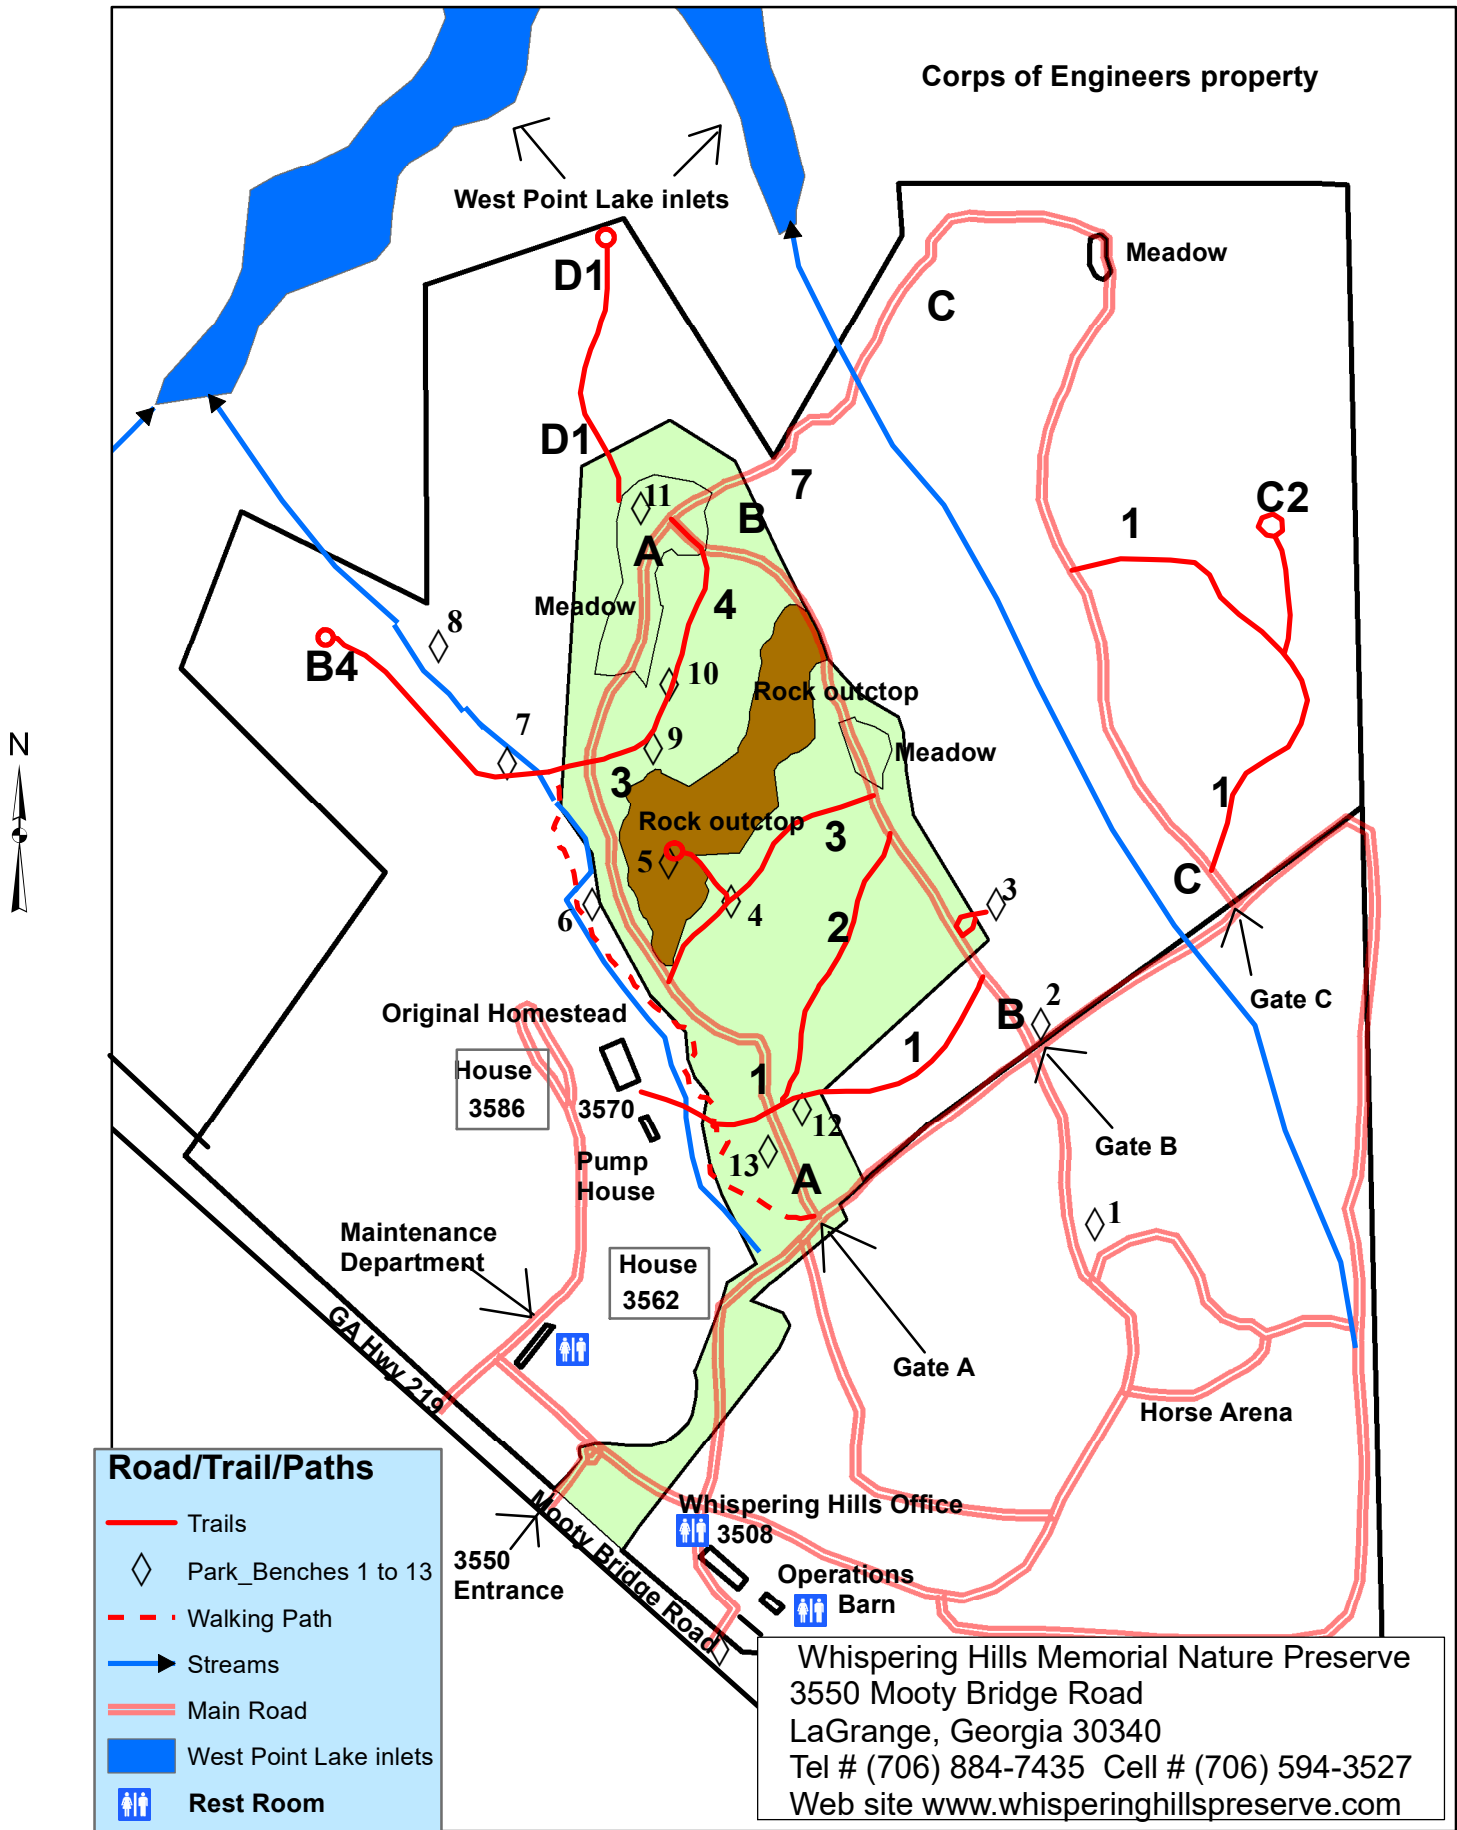 Corps of Engineers property
West Point Lake inlets
Meadow
D1
C
D1
7
C2
11
B
1
A
4
Meadow
8
B4
10
Rock outctop
7
9
Meadow
3
1
Rock outctop
3
5
C
3
4
2
6
N
Original Homestead
B
2
Gate C
1
House
3586
1
3570
12
Gate B
13
Pump
House
A
Maintenance
Department
1
House
3562
GA Hwy 219
Gate A
Horse Arena
Mooty Bridge Road
Whispering Hills Office
3508
3550
Entrance
Operations
Barn
Road/Trail/Paths
Trails
Park_Benches 1 to 13
Walking Path
Streams
Main Road
West Point Lake inlets
Rest Room
Whispering Hills Memorial Nature Preserve
3550 Mooty Bridge Road
LaGrange, Georgia 30340
Tel # (706) 884-7435 Cell # (706) 594-3527
Web site www.whisperinghillspreserve.com